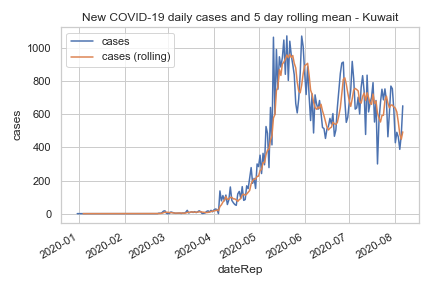 New COVID-19 daily cases and 5 day rolling mean - Kuwait
cases
cases (rolling)
1000
800
600
400
200
0
cases
2020-01
2020-02
2020-03
2020-04
2020-05
2020-06
2020-07
2020-08
dateRep